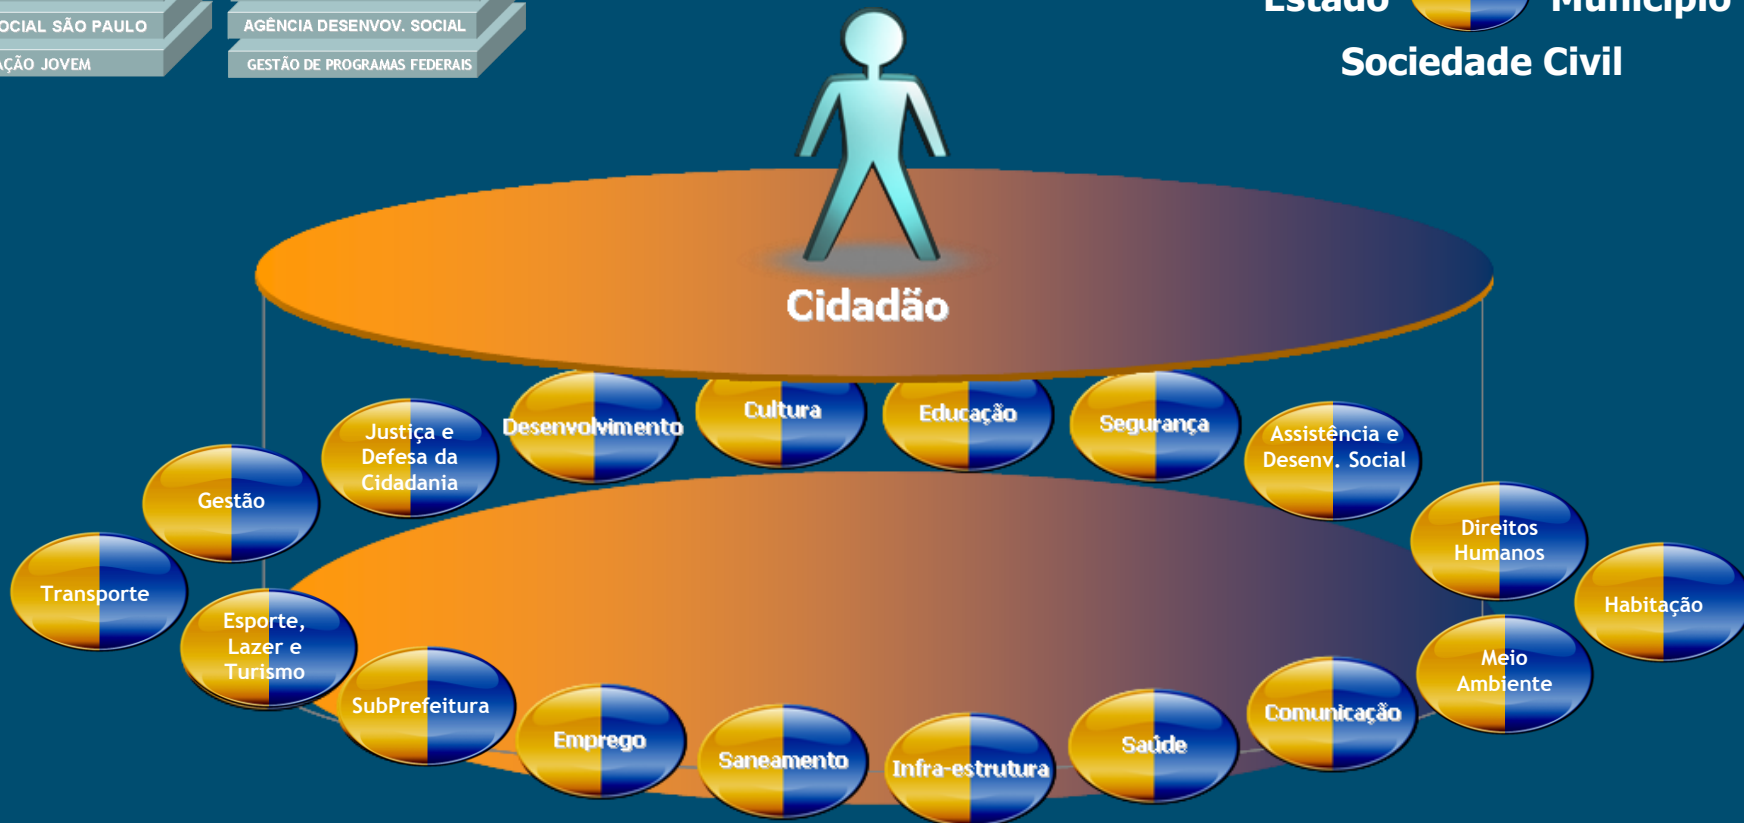 OCIAL SÃO PAULO
AÇÃO JOVEM
AGÊNCIA DESENVOV. SOCIAL
GESTÃO DE PROGRAMAS FEDERAIS
Estado Município
Sociedade Civil
Cidadão
Desenvolvimento
Cultura
Educação
Segurança
Justiça e
Defesa da
Cidadania
Assistência e
Desenv. Social
Gestão
Direitos
Humanos
Transporte
Habitação
Esporte,
Lazer e
Turismo
SubPrefeitura
Emprego
Saneamento
Infra-estrutura
Saúde
Comunicação
Meio
Ambiente